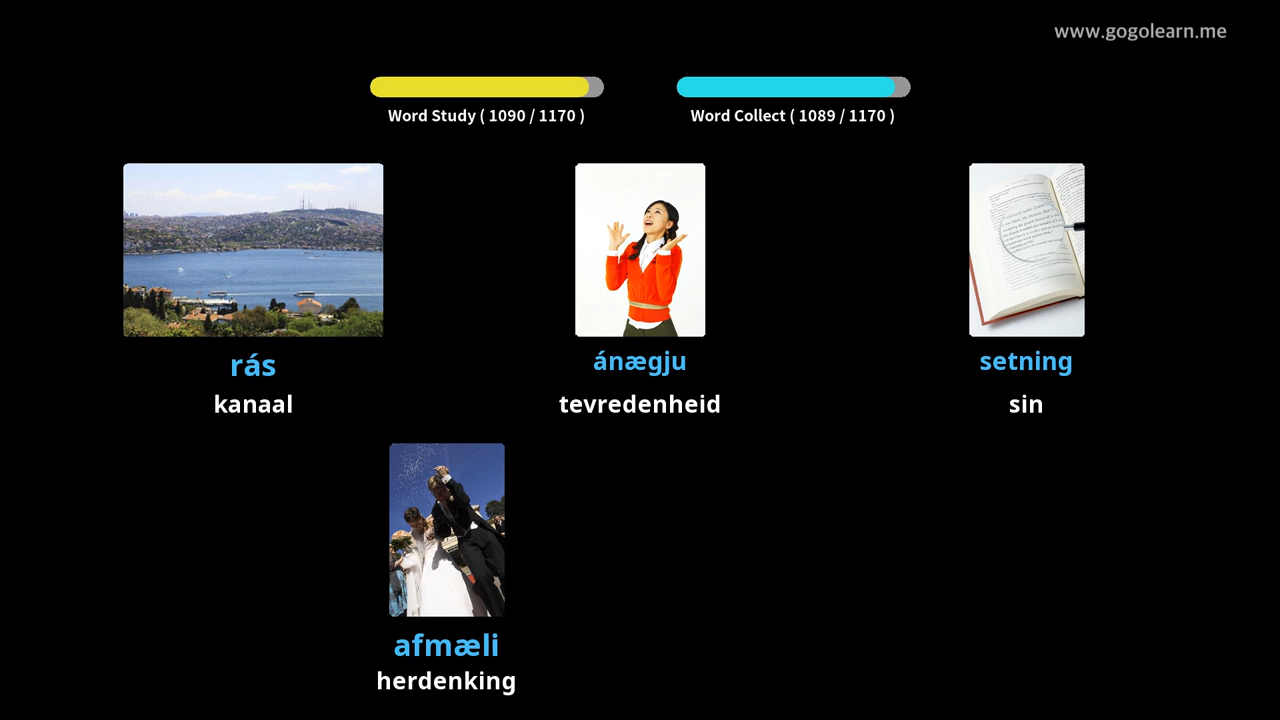 www.gogolearn.me
Word Study ( 1090 / 1170 )
Word Collect ( 1089 / 1170 )
rás
kanaal
ánægju
tevredenheid
setning
sin
afmæli
herdenking